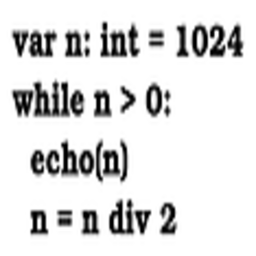 var n: int = 1024
while n > 0:
echo(n)
n = n div 2